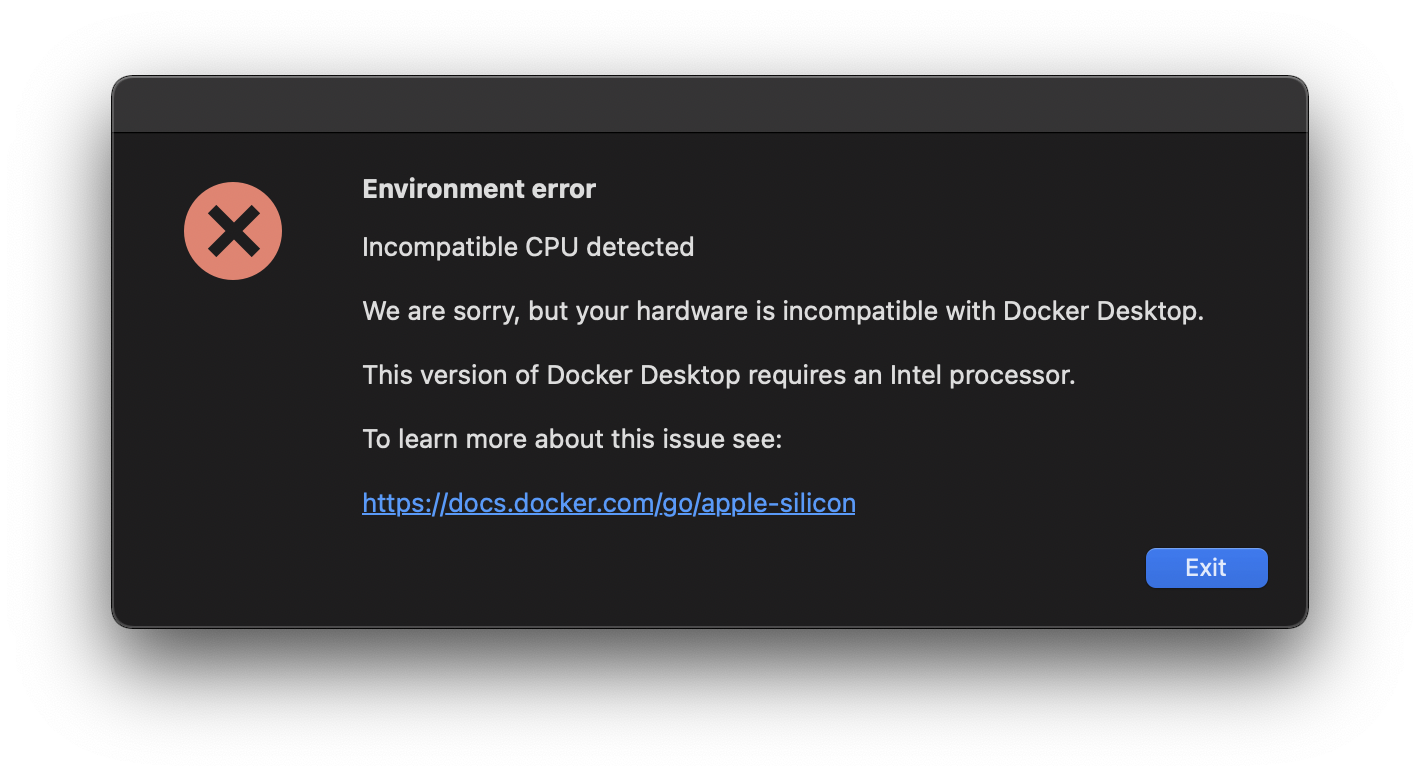 Environment error
Incompatible CPU detected
We are sorry, but your hardware is incompatible with Docker Desktop.
This version of Docker Desktop requires an Intel processor.
To learn more about this issue see:
https://docs.docker.com/go/apple-silicon
Exit